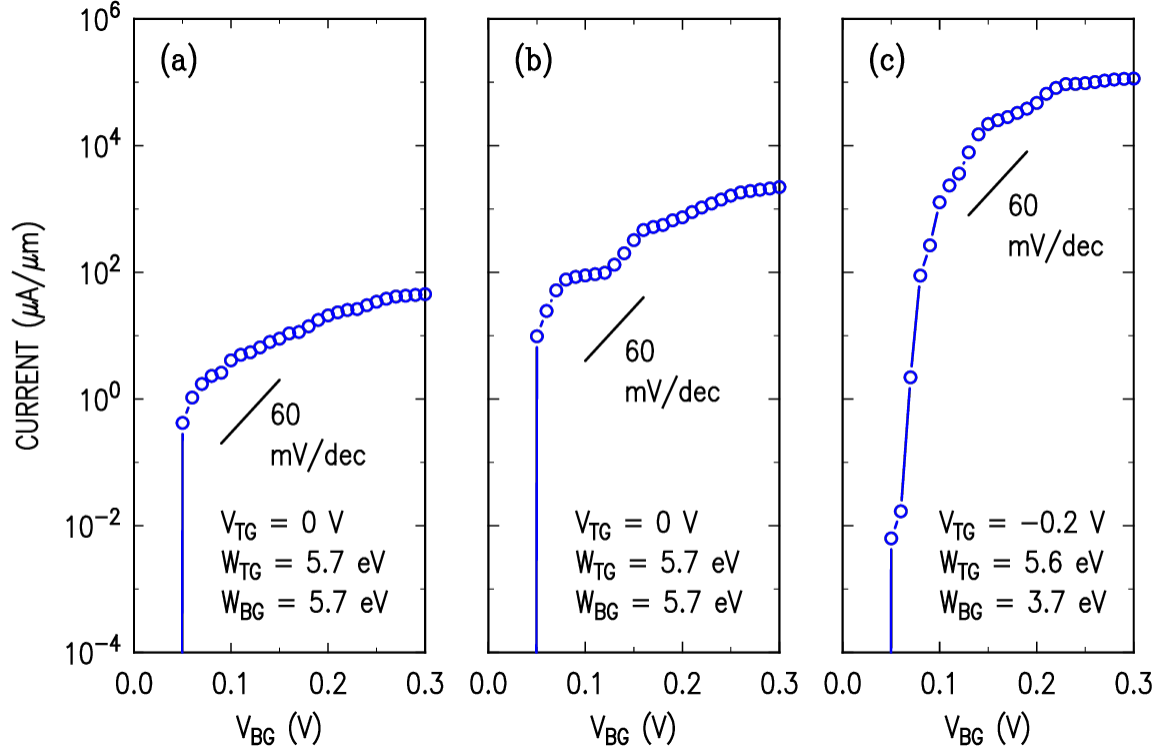 CURRENT (μA/μm)
10^6
10^4
10^2
10^0
10^-2
10^-4
(a)
60
mV/dec
V_TG = 0 V
W_TG = 5.7 eV
W_BG = 5.7 eV
0.0 0.1 0.2 0.3
V_BG (V)
(b)
60
mV/dec
V_TG = 0 V
W_TG = 5.7 eV
W_BG = 5.7 eV
0.0 0.1 0.2 0.3
V_BG (V)
(c)
60
mV/dec
V_TG = −0.2 V
W_TG = 5.6 eV
W_BG = 3.7 eV
0.0 0.1 0.2 0.3
V_BG (V)